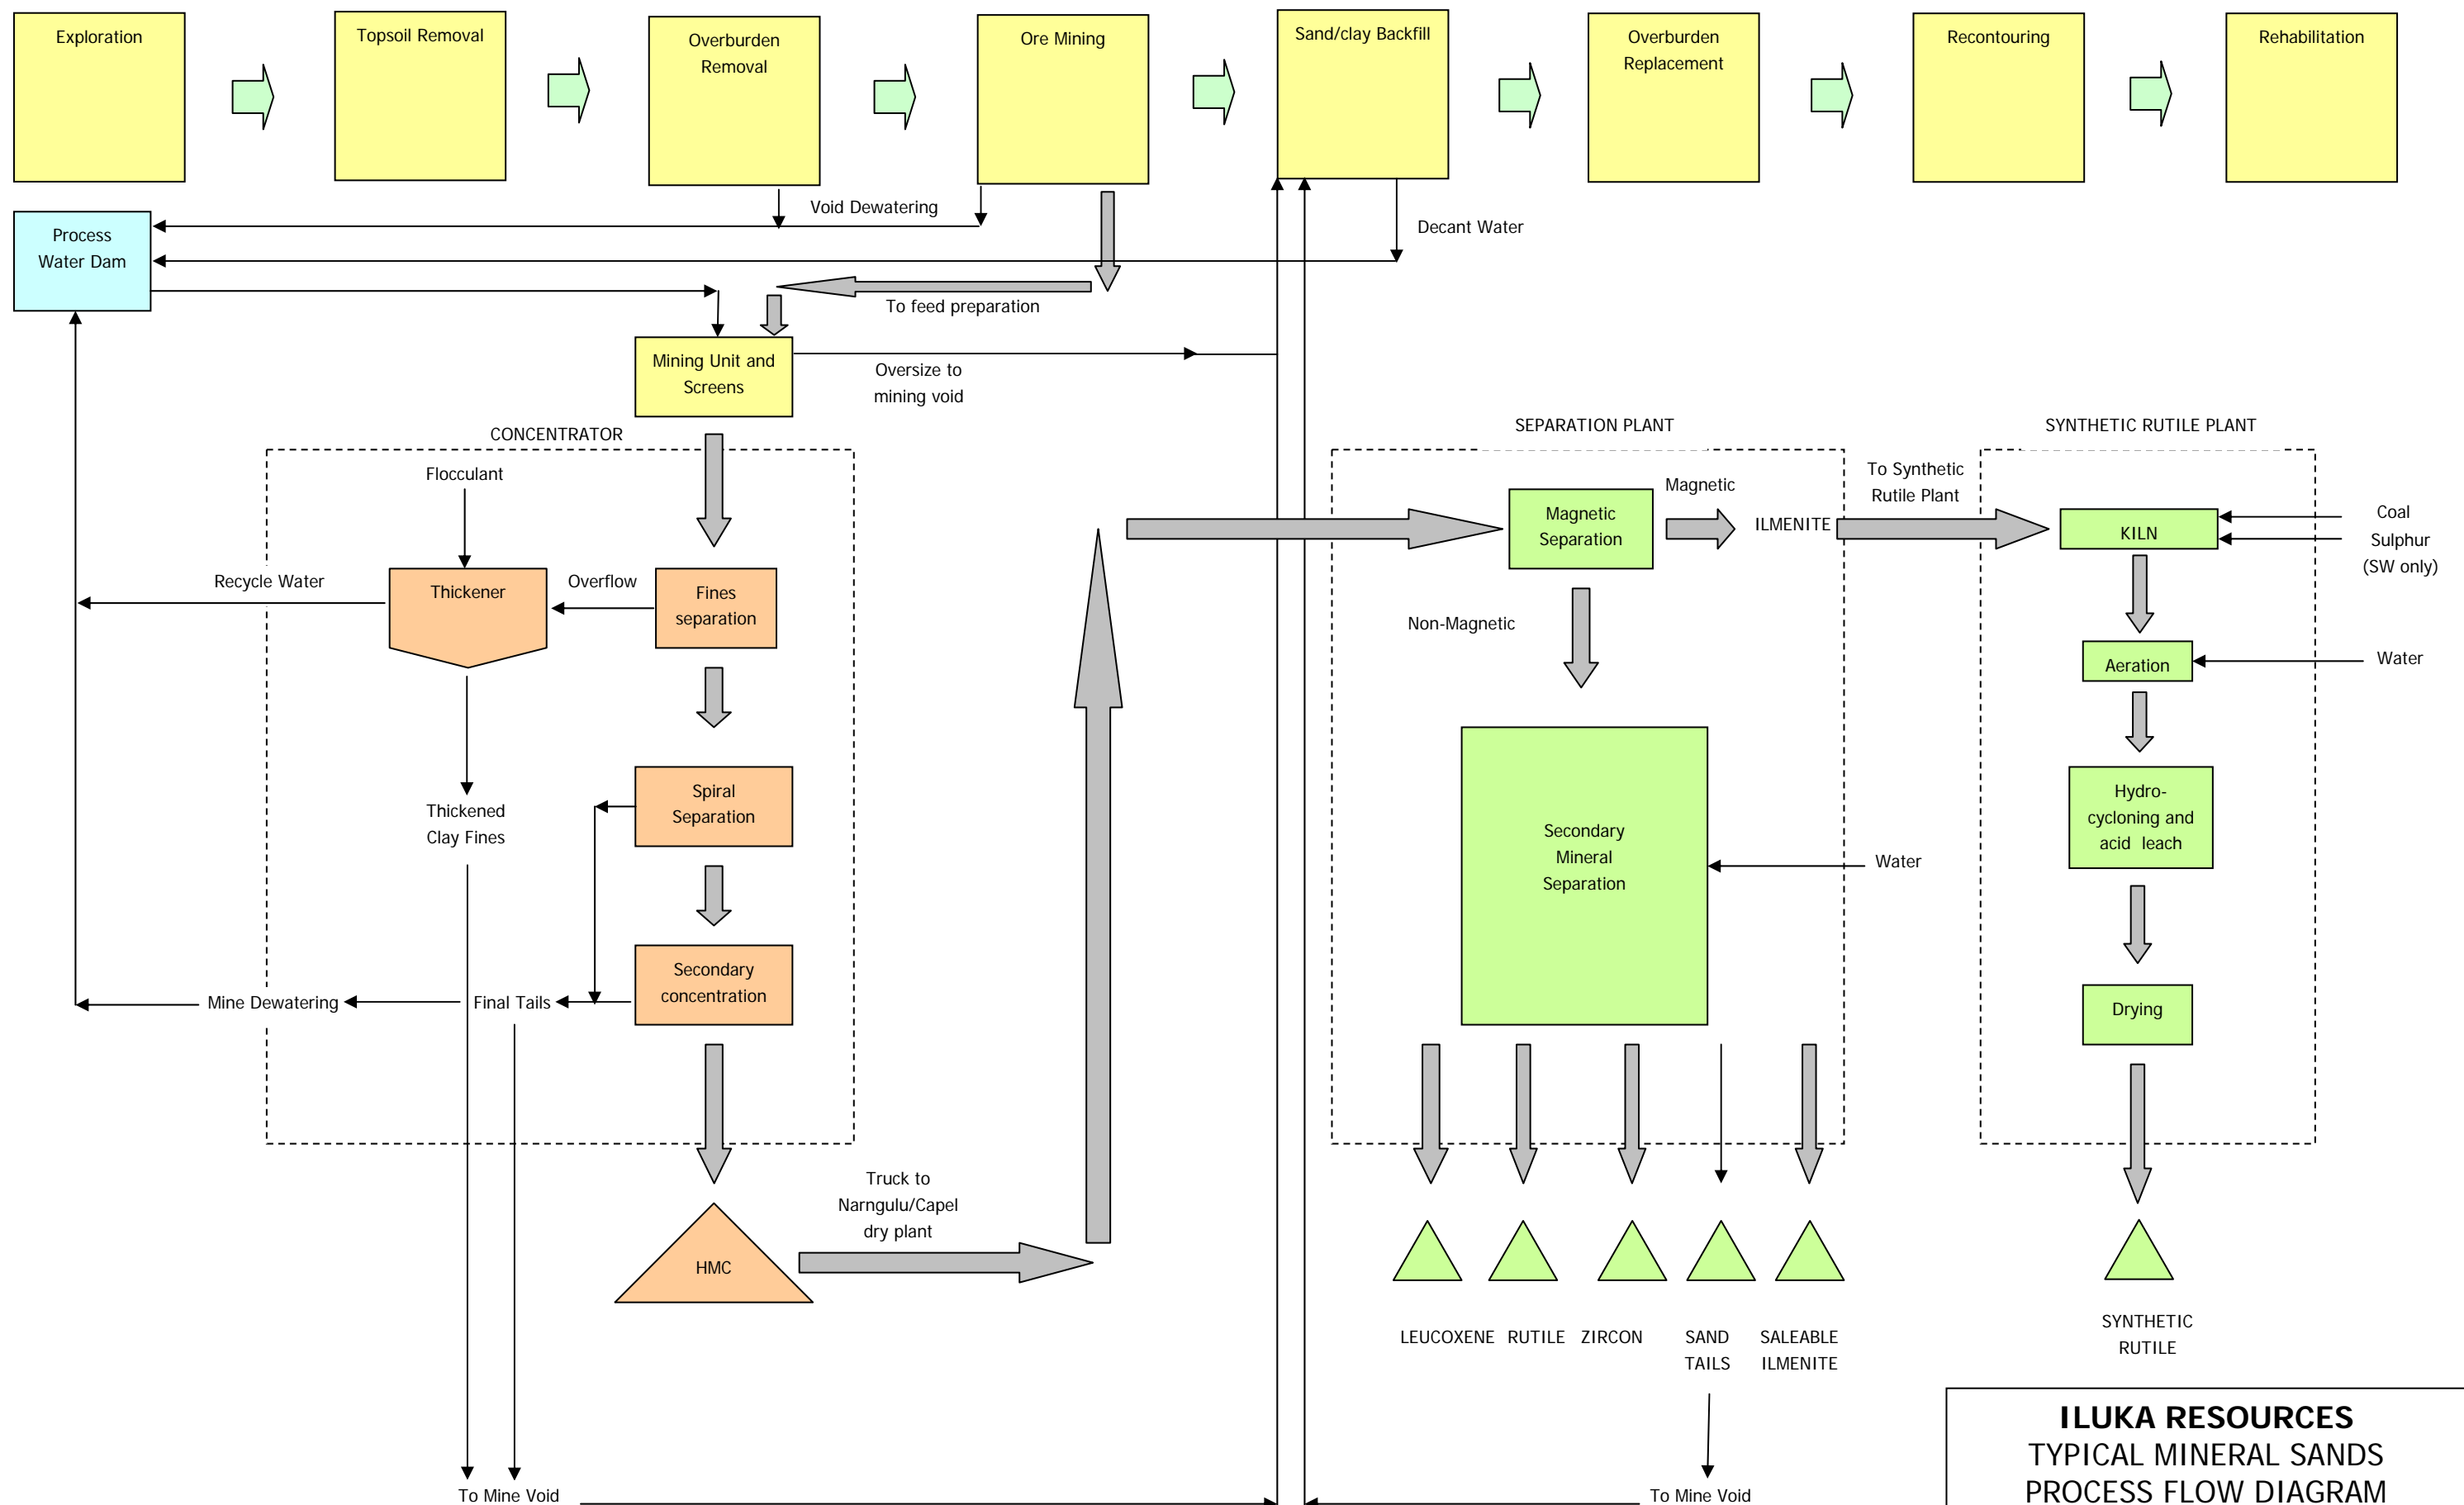 Exploration
Topsoil Removal
Overburden
Removal
Ore Mining
Sand/clay Backfill
Overburden
Replacement
Recontouring
Rehabilitation
Void Dewatering
Decant Water
Process
Water Dam
To feed preparation
Mining Unit and
Screens
Oversize to
mining void
CONCENTRATOR
Flocculant
Recycle Water
Thickener
Overflow
Fines
separation
Spiral
Separation
Thickened
Clay Fines
Secondary
concentration
Mine Dewatering
Final Tails
HMC
Truck to
Narngulu/Capel
dry plant
To Mine Void
SEPARATION PLANT
Magnetic
Separation
Magnetic
ILMENITE
To Synthetic
Rutile Plant
Non-Magnetic
Secondary
Mineral
Separation
Water
LEUCOXENE
RUTILE
ZIRCON
SAND
TAILS
SALEABLE
ILMENITE
To Mine Void
SYNTHETIC RUTILE PLANT
KILN
Coal
Sulphur
(SW only)
Aeration
Water
Hydro-
cycloning and
acid leach
Drying
SYNTHETIC
RUTILE
ILUKA RESOURCES
TYPICAL MINERAL SANDS
PROCESS FLOW DIAGRAM